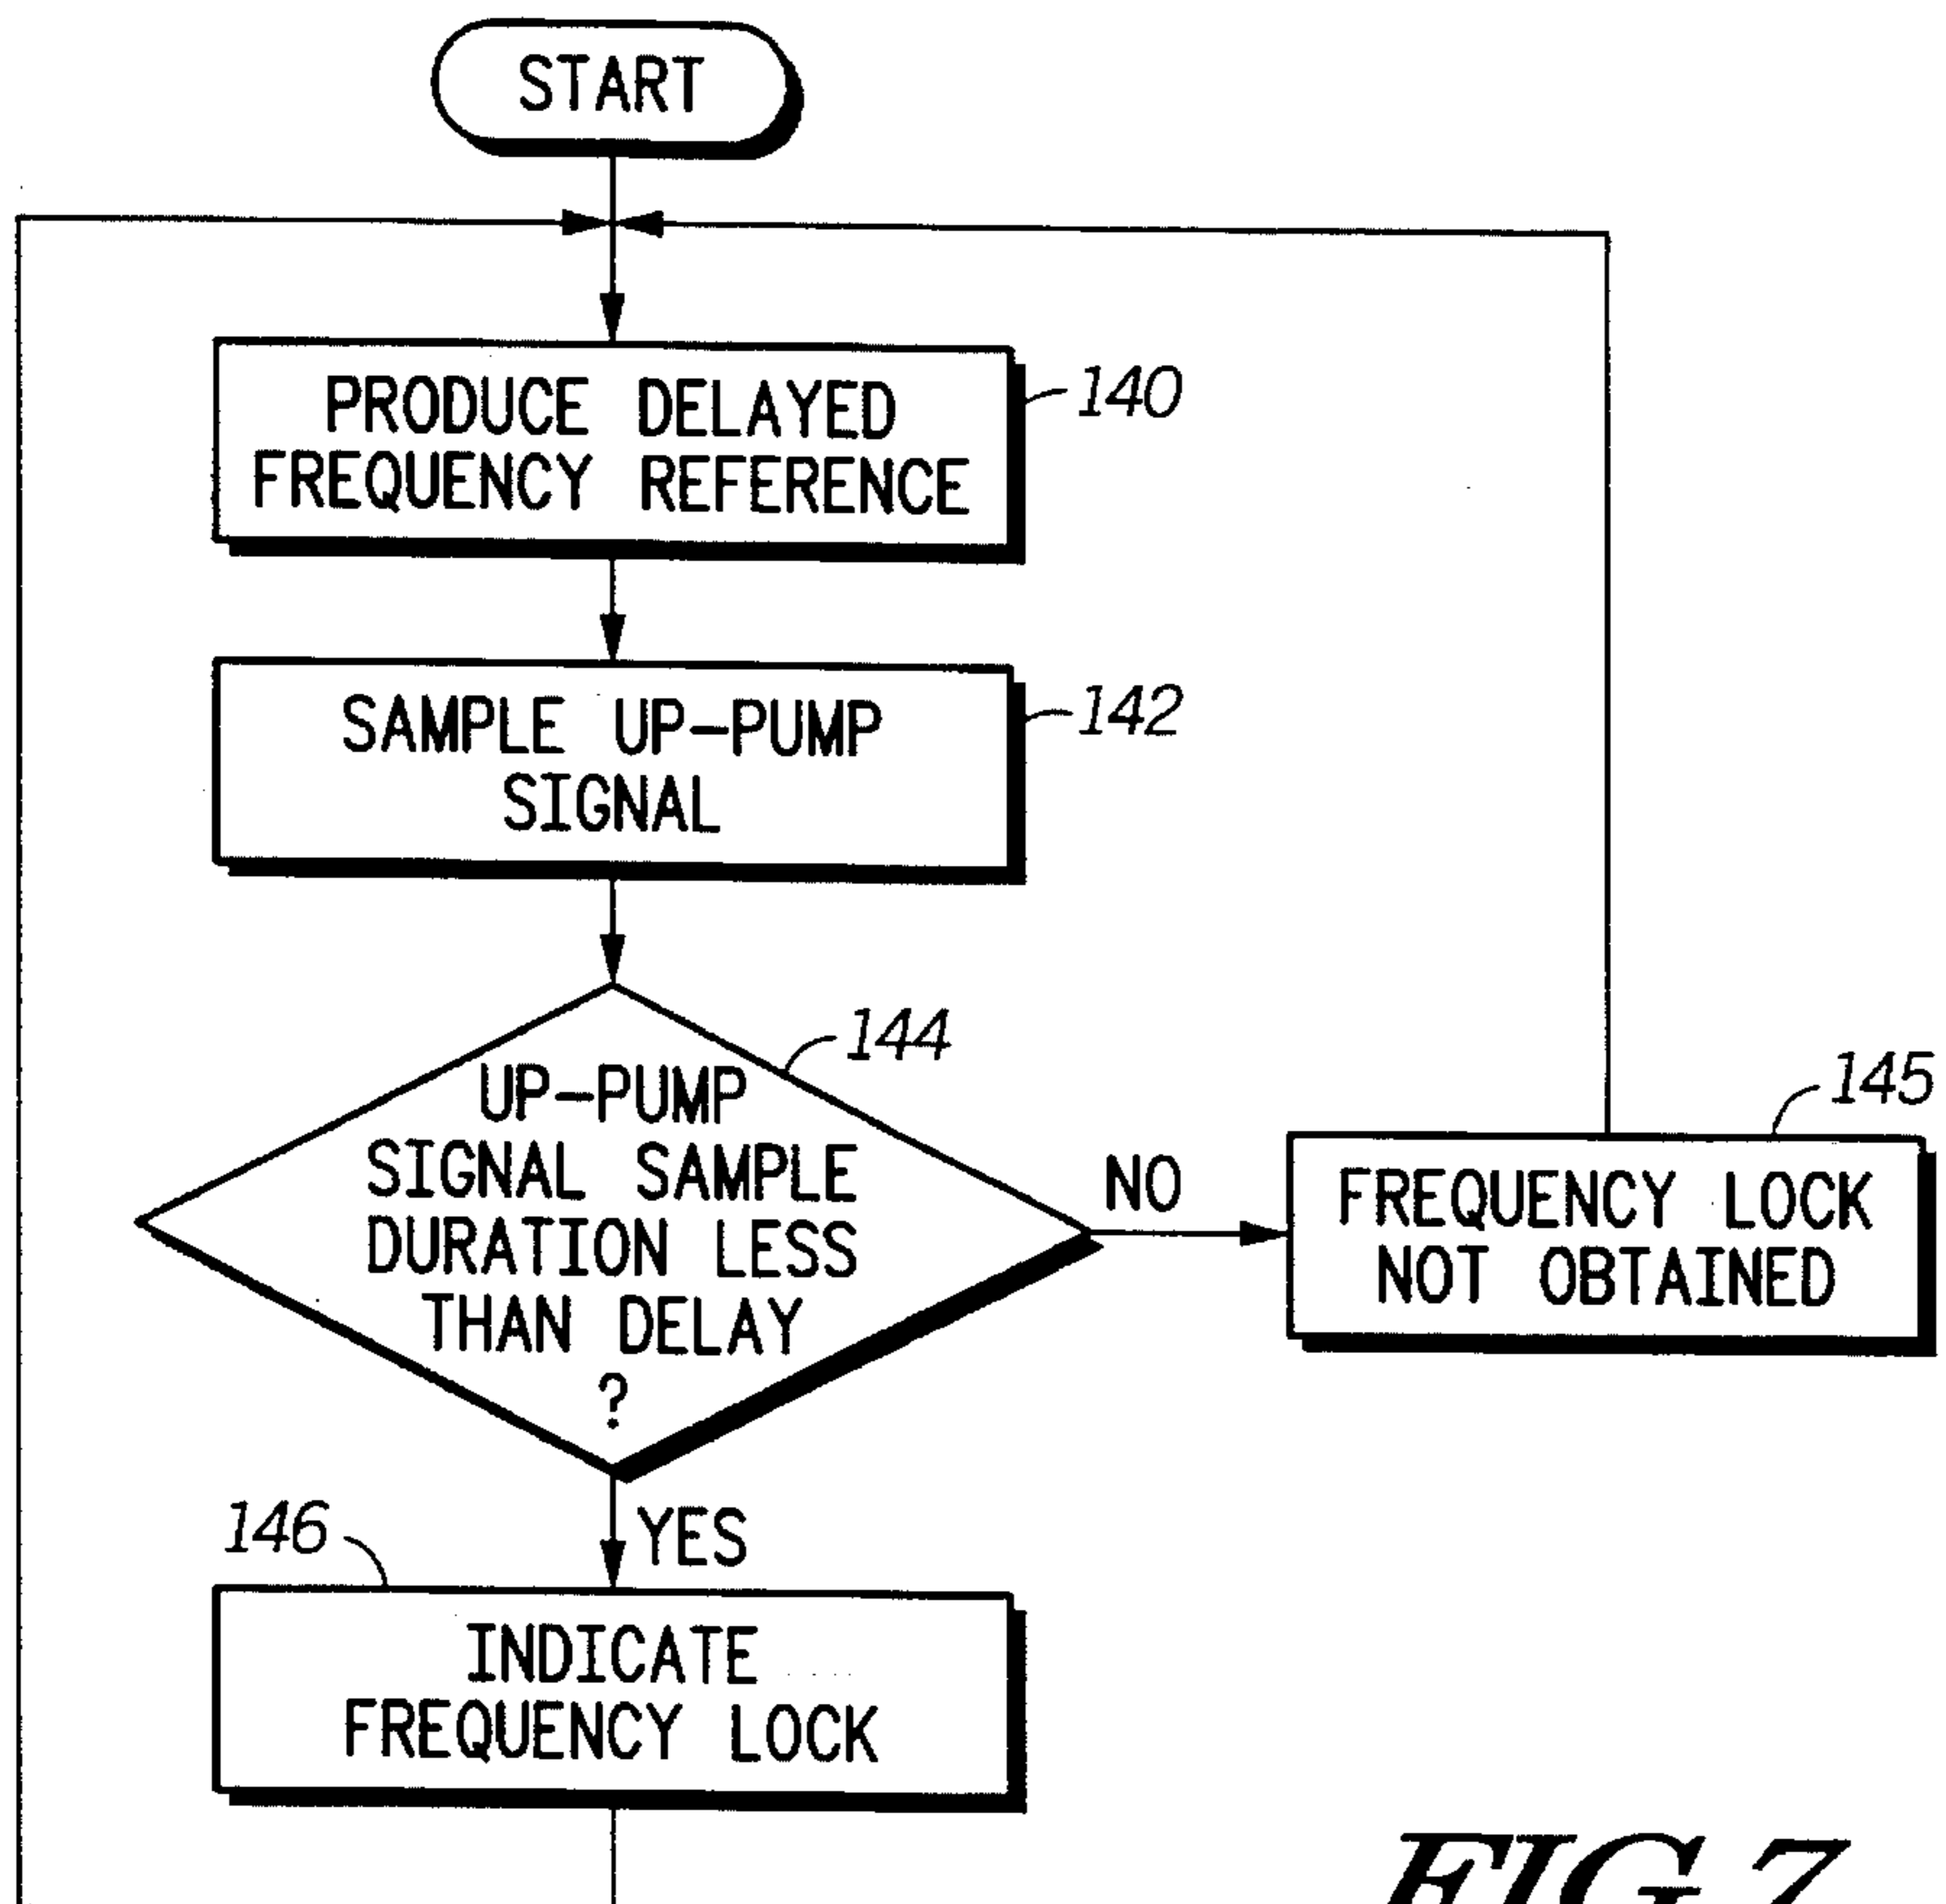 START
PRODUCE DELAYED
FREQUENCY REFERENCE
140
SAMPLE UP-PUMP
SIGNAL
142
144
UP-PUMP
SIGNAL SAMPLE
DURATION LESS
THAN DELAY
?
NO
145
FREQUENCY LOCK
NOT OBTAINED
YES
146
INDICATE
FREQUENCY LOCK
FIG.7